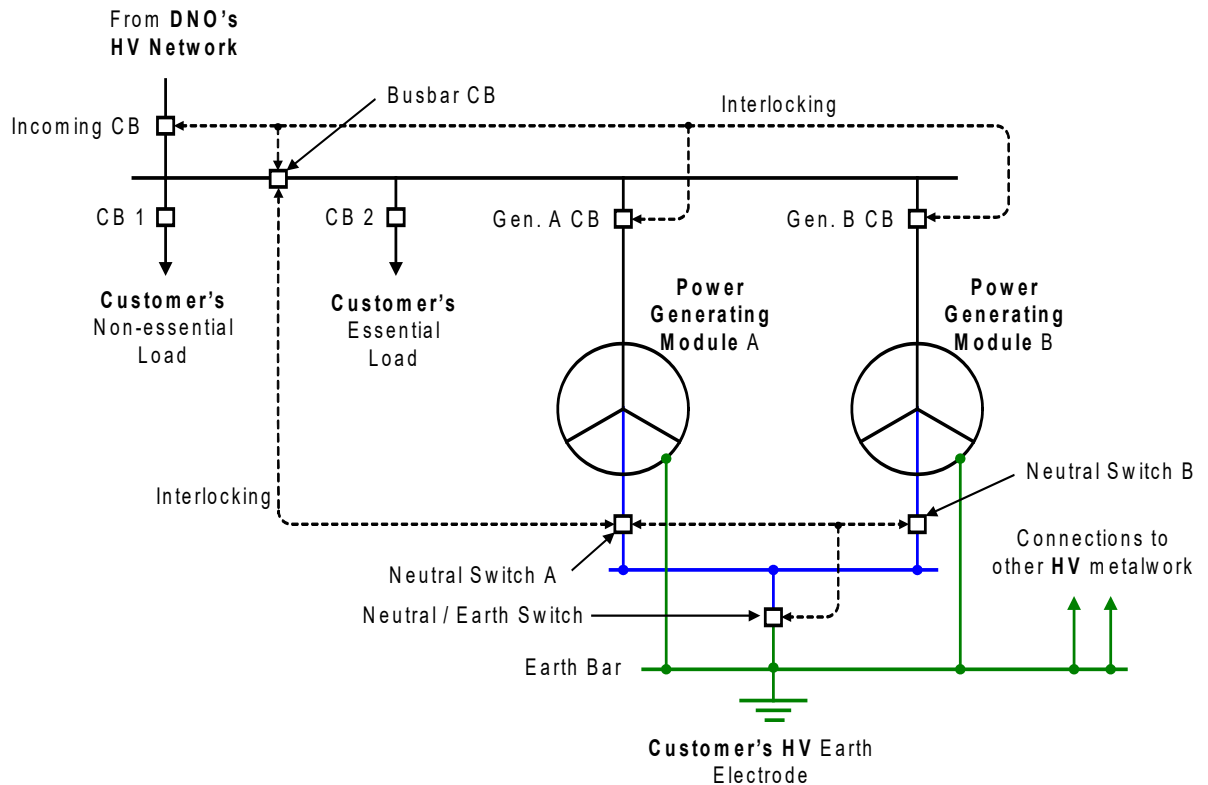 From DNO's
HV Network
Busbar CB
Interlocking
Incoming CB
CB 1
CB 2
Gen. A CB
Gen. B CB
Customer's
Non-essential
Load
Customer's
Essential
Load
Power
Generating
Module A
Power
Generating
Module B
Interlocking
Neutral Switch B
Connections to
other HV metalwork
Neutral Switch A
Neutral / Earth Switch
Earth Bar
Customer's HV Earth
Electrode